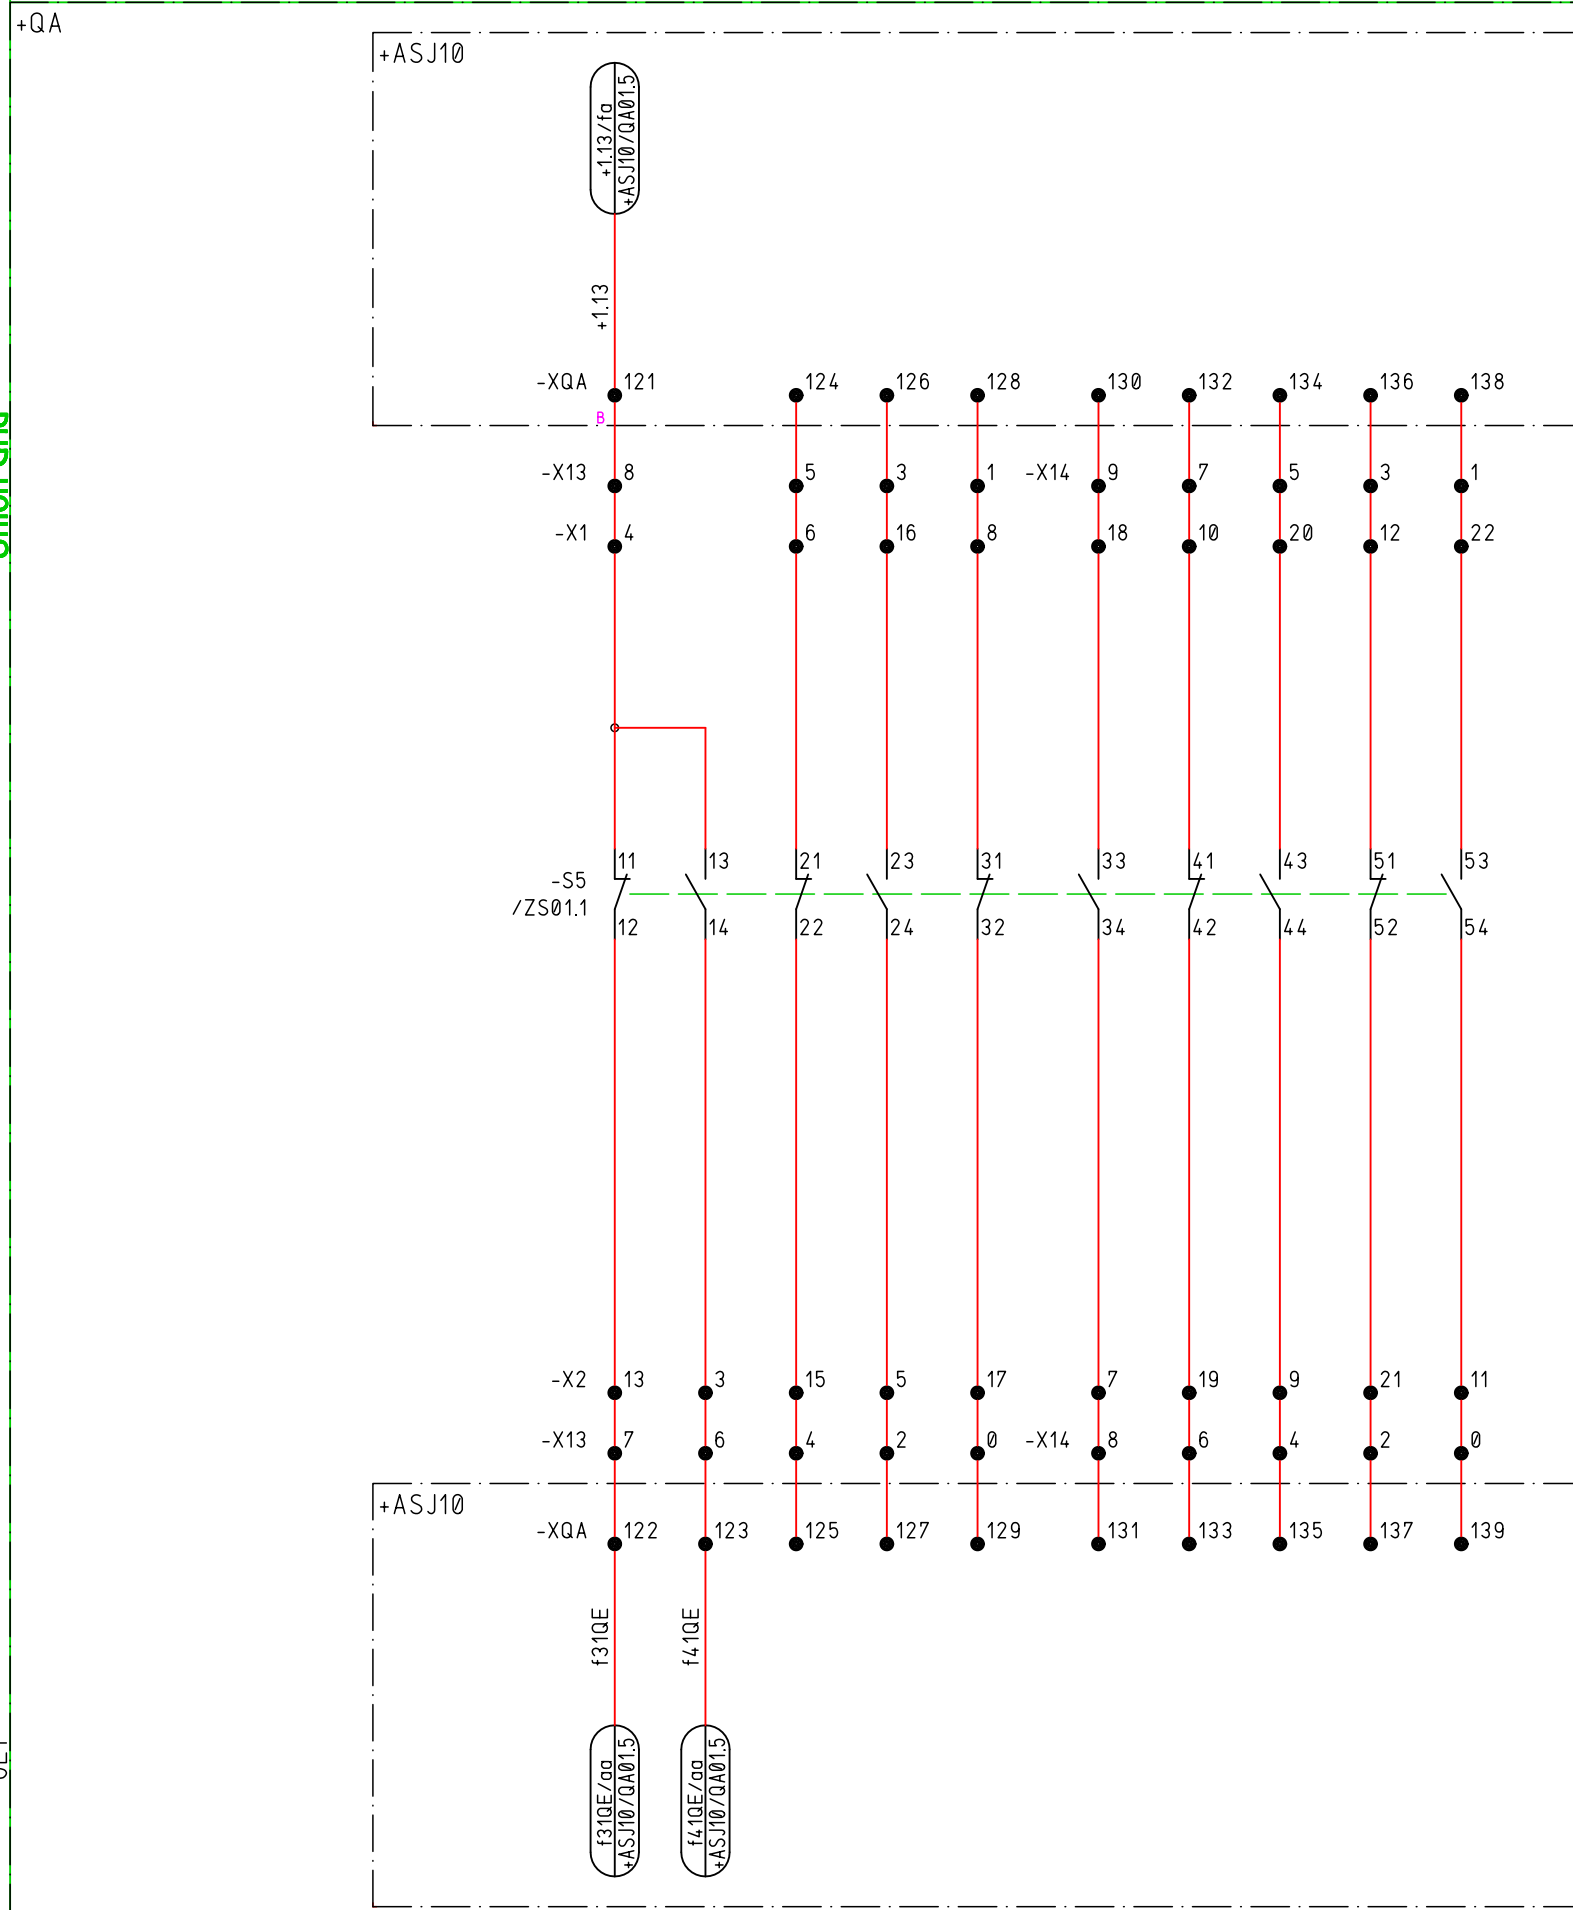 +QA
+ASJ10
+1.13/fa
+ASJ10/QA01.5
+1.13
-XQA 121 124 126 128 130 132 134 136 138
B
-X13 8 5 3 1 -X14 9 7 5 3 1
-X1 4 6 16 8 18 10 20 12 22
11 13 21 23 31 33 41 43 51 53
-S5
/ZS01.1
12 14 22 24 32 34 42 44 52 54
-X2 13 3 15 5 17 7 19 9 21 11
-X13 7 6 4 2 0 -X14 8 6 4 2 0
+ASJ10
-XQA 122 123 125 127 129 131 133 135 137 139
f31QE f41QE
f31QE/aa
+ASJ10/QA01.5
f41QE/aa
+ASJ10/QA01.5